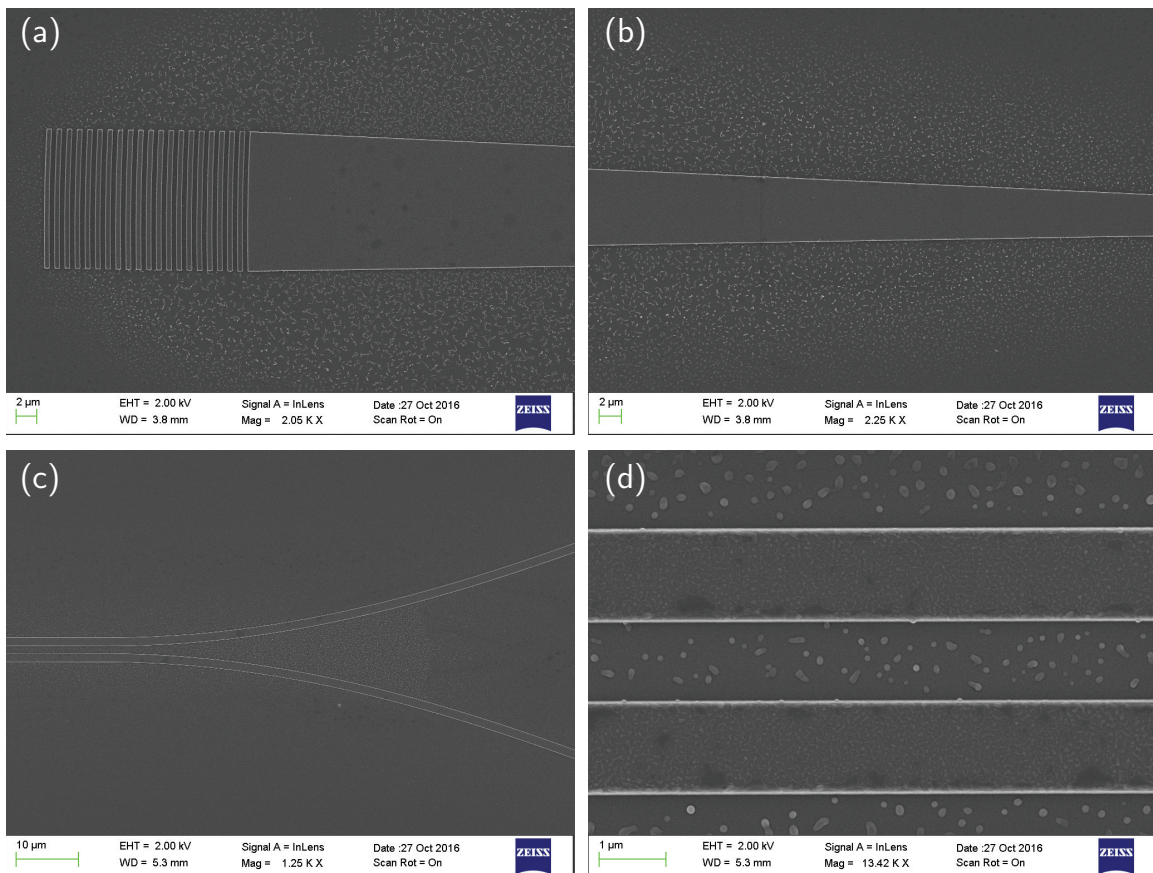 (a)
2 µm
EHT = 2.00 kV
WD = 3.8 mm
Signal A = InLens
Mag = 2.05 K X
Date :27 Oct 2016
Scan Rot = On
ZEISS
(b)
2 µm
EHT = 2.00 kV
WD = 3.8 mm
Signal A = InLens
Mag = 2.25 K X
Date :27 Oct 2016
Scan Rot = On
ZEISS
(c)
10 µm
EHT = 2.00 kV
WD = 5.3 mm
Signal A = InLens
Mag = 1.25 K X
Date :27 Oct 2016
Scan Rot = On
ZEISS
(d)
1 µm
EHT = 2.00 kV
WD = 5.3 mm
Signal A = InLens
Mag = 13.42 K X
Date :27 Oct 2016
Scan Rot = On
ZEISS